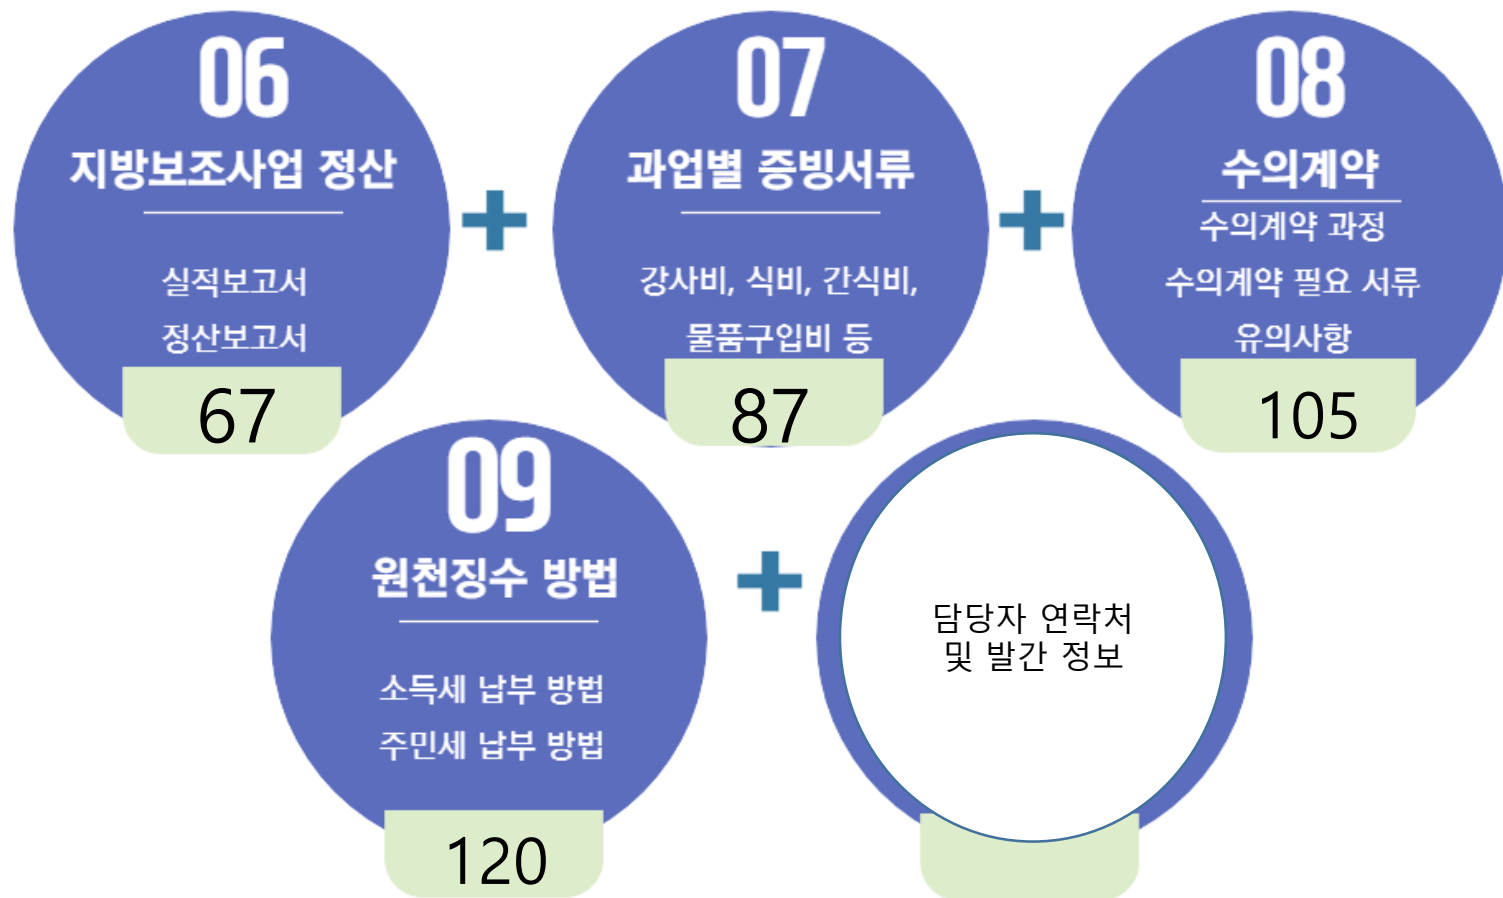 06
지방보조사업 정산
실적보고서
정산보고서
67
07
과업별 증빙서류
강사비, 식비, 간식비,
물품구입비 등
87
08
수의계약
수의계약 과정
수의계약 필요 서류
유의사항
105
09
원천징수 방법
소득세 납부 방법
주민세 납부 방법
120
담당자 연락처
및 발간 정보